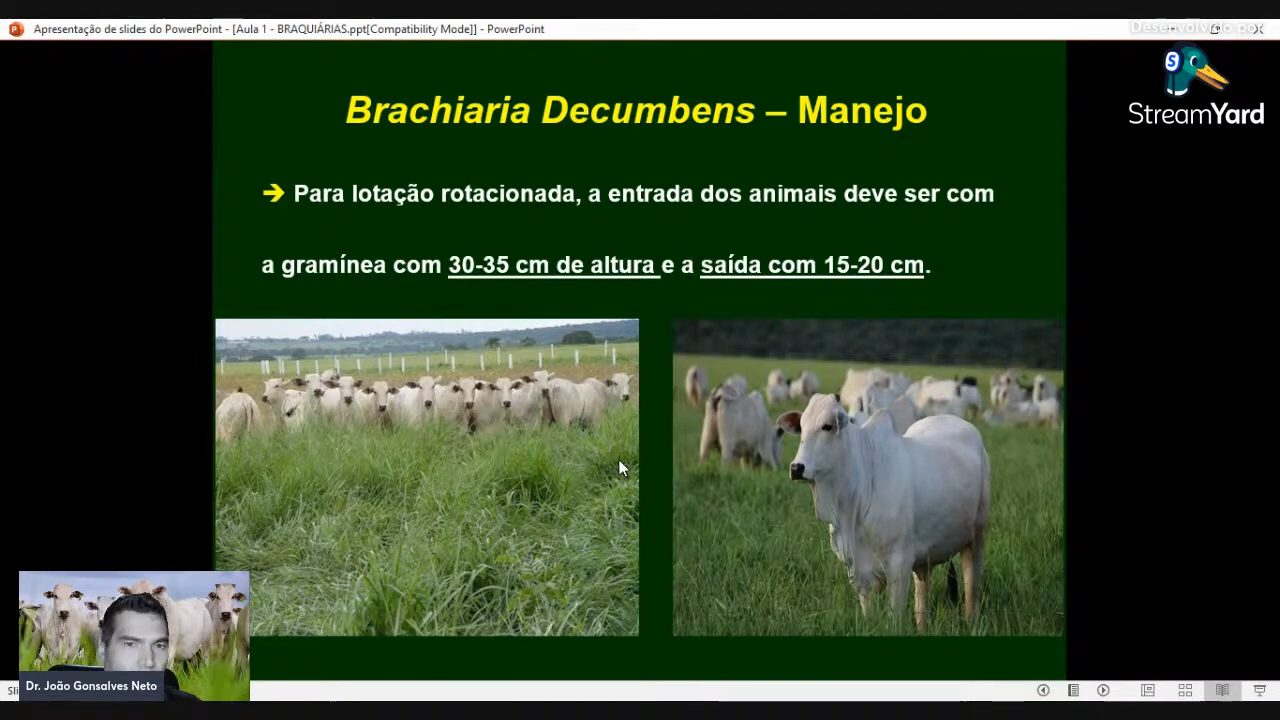 Apresentação de slides do PowerPoint - [Aula 1 - BRAQUIÁRIAS.ppt[Compatibility Mode]] - PowerPoint
Desenvolvido por
StreamYard
Brachiaria Decumbens – Manejo
➔ Para lotação rotacionada, a entrada dos animais deve ser com
a gramínea com 30-35 cm de altura e a saída com 15-20 cm.
Dr. João Gonsalves Neto